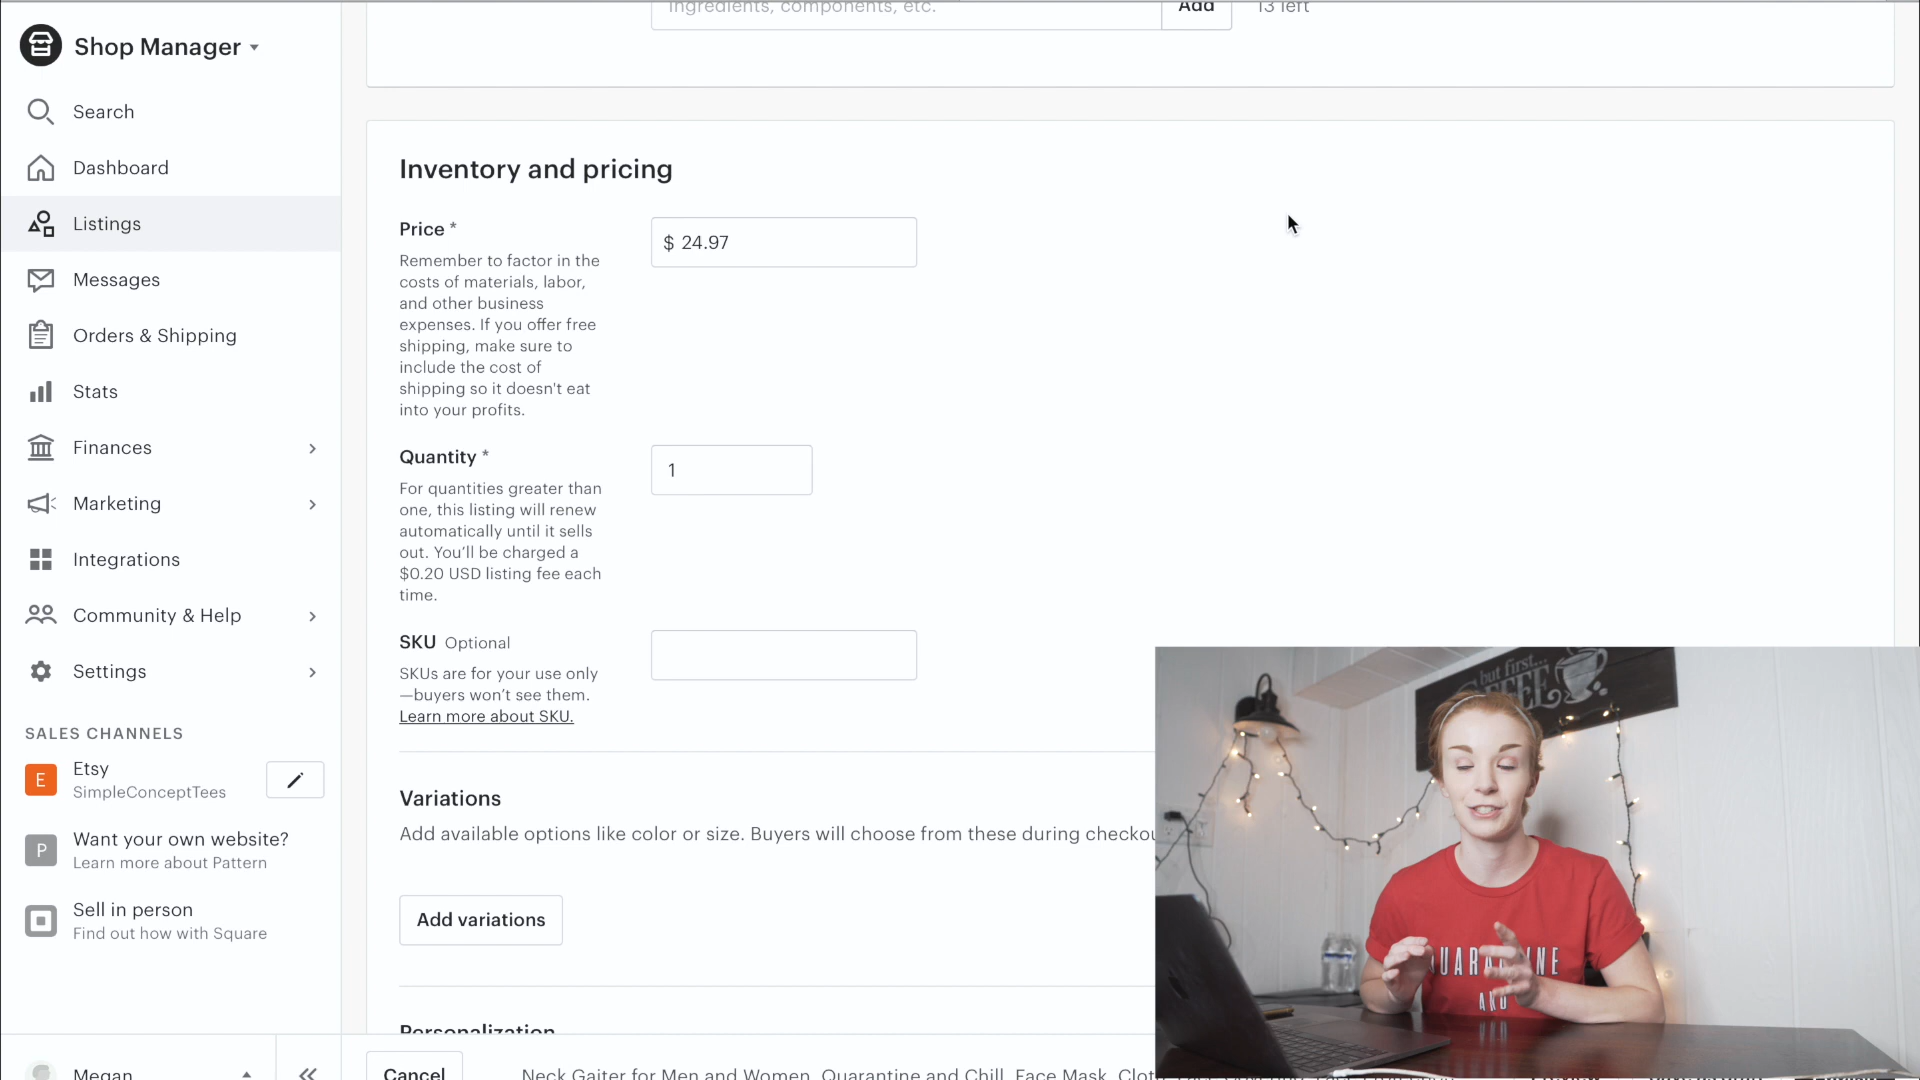 Ingredients, components, etc.
Add
13 left
Shop Manager
Search
Dashboard
Listings
Messages
Orders & Shipping
Stats
Finances
Marketing
Integrations
Community & Help
Settings
SALES CHANNELS
E
Etsy
SimpleConceptTees
P
Want your own website?
Learn more about Pattern
Sell in person
Find out how with Square
Megan
Inventory and pricing
Price *
$ 24.97
Remember to factor in the
costs of materials, labor,
and other business
expenses. If you offer free
shipping, make sure to
include the cost of
shipping so it doesn't eat
into your profits.
Quantity *
1
For quantities greater than
one, this listing will renew
automatically until it sells
out. You'll be charged a
$0.20 USD listing fee each
time.
SKU Optional
SKUs are for your use only
—buyers won't see them.
Learn more about SKU.
Variations
Add available options like color or size. Buyers will choose from these during checkou
Add variations
Personalization
Cancel
Neck Gaiter for Men and Women, Quarantine and Chill, Face Mask, Clot
but first...
COFFEE
QUARANTINE
AND